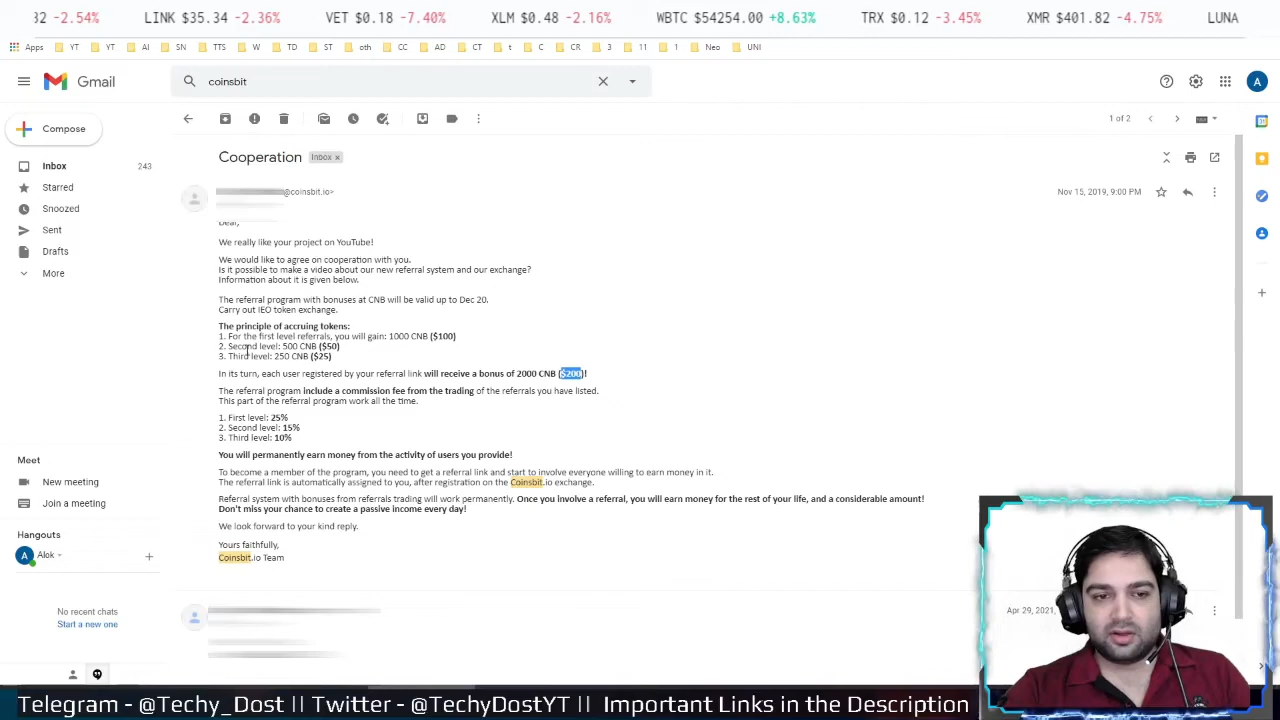 32 -2.54% LINK $35.34 -2.36% VET $0.18 -7.40% XLM $0.48 -2.16% WBTC $54254.00 +8.63% TRX $0.12 -3.45% XMR $401.82 -4.75% LUNA
Apps YT YT AI SN TTS W TD ST oth CC AD CT t C CR 3 11 1 Neo UNI
Gmail coinsbit A
Compose 1 of 2
Cooperation Inbox x
Inbox 243
@coinsbit.io> Nov 15, 2019, 9:00 PM
Starred
Snoozed
Sent
Drafts
More
Dear,
We really like your project on YouTube!
We would like to agree on cooperation with you.
Is it possible to make a video about our new referral system and our exchange?
Information about it is given below.
The referral program with bonuses at CNB will be valid up to Dec 20.
Carry out IEO token exchange.
The principle of accruing tokens:
1. For the first level referrals, you will gain: 1000 CNB ($100)
2. Second level: 500 CNB ($50)
3. Third level: 250 CNB ($25)
In its turn, each user registered by your referral link will receive a bonus of 2000 CNB ($200)!
The referral program include a commission fee from the trading of the referrals you have listed.
This part of the referral program work all the time.
1. First level: 25%
2. Second level: 15%
3. Third level: 10%
You will permanently earn money from the activity of users you provide!
To become a member of the program, you need to get a referral link and start to involve everyone willing to earn money in it.
The referral link is automatically assigned to you, after registration on the Coinsbit.io exchange.
Referral system with bonuses from referrals trading will work permanently. Once you involve a referral, you will earn money for the rest of your life, and a considerable amount!
Don't miss your chance to create a passive income every day!
We look forward to your kind reply.
Yours faithfully,
Coinsbit.io Team
Meet
New meeting
Join a meeting
Hangouts
A Alok
No recent chats
Start a new one
Apr 29, 2021,
Telegram - @Techy_Dost || Twitter - @TechyDostYT || Important Links in the Description